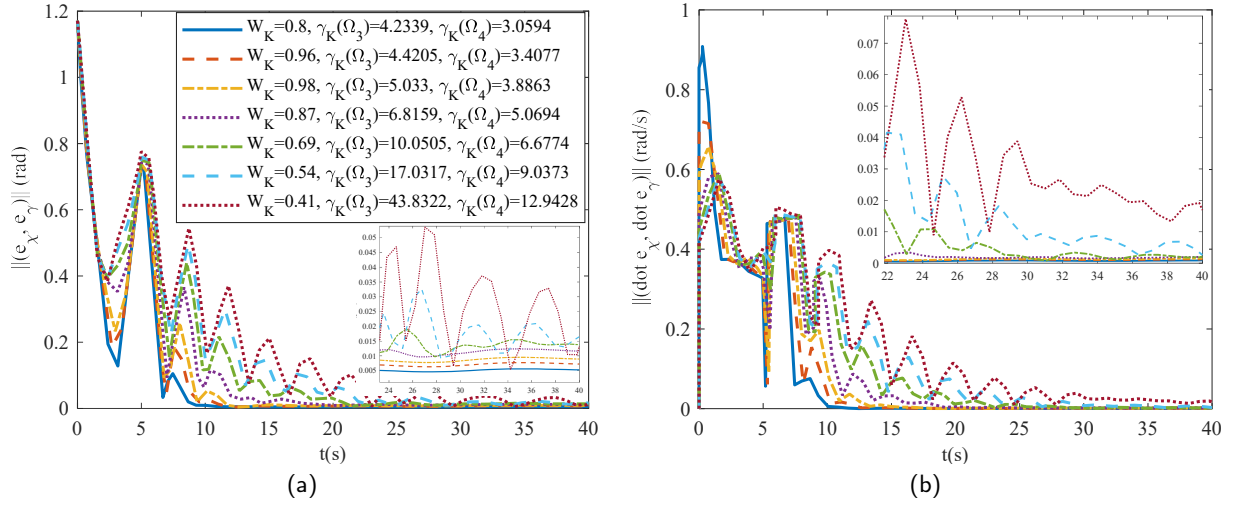 ||(e_χ, e_γ)|| (rad)
1.2
1
0.8
0.6
0.4
0.2
0
0 5 10 15 20 25 30 35 40
t(s)
W_K=0.8, γ_K(Ω_3)=4.2339, γ_K(Ω_4)=3.0594
W_K=0.96, γ_K(Ω_3)=4.4205, γ_K(Ω_4)=3.4077
W_K=0.98, γ_K(Ω_3)=5.033, γ_K(Ω_4)=3.8863
W_K=0.87, γ_K(Ω_3)=6.8159, γ_K(Ω_4)=5.0694
W_K=0.69, γ_K(Ω_3)=10.0505, γ_K(Ω_4)=6.6774
W_K=0.54, γ_K(Ω_3)=17.0317, γ_K(Ω_4)=9.0373
W_K=0.41, γ_K(Ω_3)=43.8322, γ_K(Ω_4)=12.9428
0.05
0.045
0.04
0.035
0.03
0.025
0.02
0.015
0.01
0.005
24 26 28 30 32 34 36 38 40
(a)
||(dot e_χ, dot e_γ)|| (rad/s)
1
0.8
0.6
0.4
0.2
0
0 5 10 15 20 25 30 35 40
t(s)
0.07
0.06
0.05
0.04
0.03
0.02
0.01
0
22 24 26 28 30 32 34 36 38 40
(b)